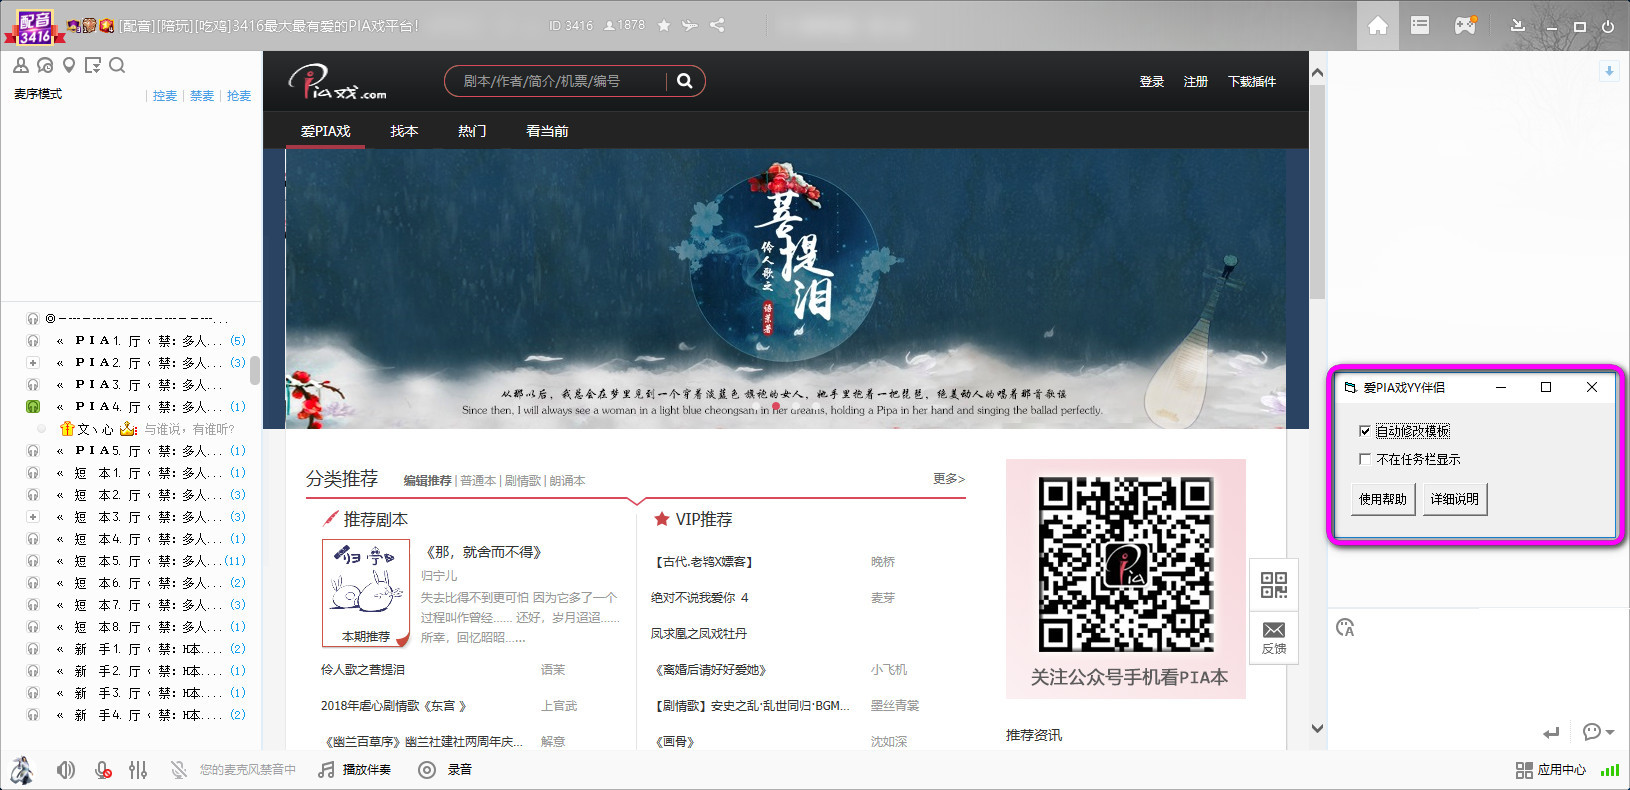 配音
3416
[配音][陪玩][吃鸡]3416最大最有爱的PIA戏平台!
ID 3416
1878
麦序模式
控麦 | 禁麦 | 抢麦
« PIA1. 厅 ‹ 禁: 多人... (5)
« PIA2. 厅 ‹ 禁: 多人... (3)
« PIA3. 厅 ‹ 禁: 多人...
« PIA4. 厅 ‹ 禁: 多人... (1)
文ヽ心 与谁说，有谁听?
« PIA5. 厅 ‹ 禁: 多人... (1)
« 短 本1. 厅 ‹ 禁: 多人... (1)
« 短 本2. 厅 ‹ 禁: 多人... (3)
« 短 本3. 厅 ‹ 禁: 多人... (3)
« 短 本4. 厅 ‹ 禁: 多人... (1)
« 短 本5. 厅 ‹ 禁: 多人...(11)
« 短 本6. 厅 ‹ 禁: 多人... (2)
« 短 本7. 厅 ‹ 禁: 多人... (3)
« 短 本8. 厅 ‹ 禁: 多人... (1)
« 新 手1. 厅 ‹ 禁: H本.... (2)
« 新 手2. 厅 ‹ 禁: H本.... (1)
« 新 手3. 厅 ‹ 禁: H本.... (1)
« 新 手4. 厅 ‹ 禁: H本.... (2)
Pia戏.com
剧本/作者/简介/机票/编号
登录 注册 下载插件
爱PIA戏 找本 热门 看当前
菩提泪
伶人歌之
语茉著
从那以后，我总会在梦里见到一个穿着淡蓝色旗袍的女人，她手里抱着一把琵琶，绝美动人的唱着那首歌谣
Since then, I will always see a woman in a light blue cheongsam in her dreams, holding a Pipa in her hand and singing the ballad perfectly.
分类推荐 编辑推荐 | 普通本 | 剧情歌 | 朗诵本 更多>
推荐剧本
归宁
本期推荐
《那，就舍而不得》
归宁儿
失去比得不到更可怕 因为它多了一个
过程叫作曾经...... 还好，岁月迢迢......
所幸，回忆昭昭......
伶人歌之菩提泪 语茉
2018年虐心剧情歌《东宫 》 上官武
《幽兰百草序》幽兰社建社两周年庆... 解意
VIP推荐
【古代.老鸨X嫖客】 晚桥
绝对不说我爱你 4 麦芽
凤求凰之凤戏牡丹
《离婚后请好好爱她》 小飞机
【剧情歌】安史之乱·乱世同归·BGM... 墨丝青裳
《画骨》 沈如深
Pia
关注公众号手机看PIA本
推荐资讯
反馈
爱PIA戏YY伴侣
自动修改模板
不在任务栏显示
使用帮助 详细说明
您的麦克风禁音中
播放伴奏
录音
应用中心